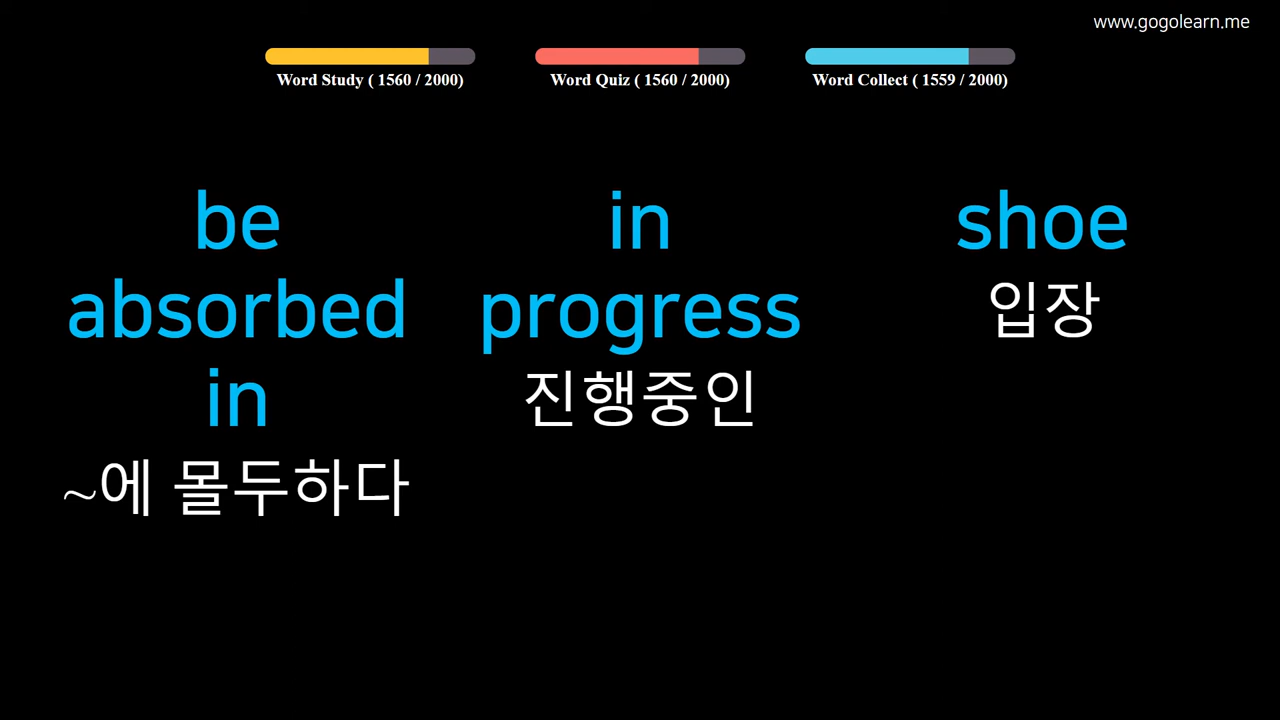 www.gogolearn.me
Word Study ( 1560 / 2000)
Word Quiz ( 1560 / 2000)
Word Collect ( 1559 / 2000)
be
absorbed
in
~에 몰두하다
in
progress
진행중인
shoe
입장